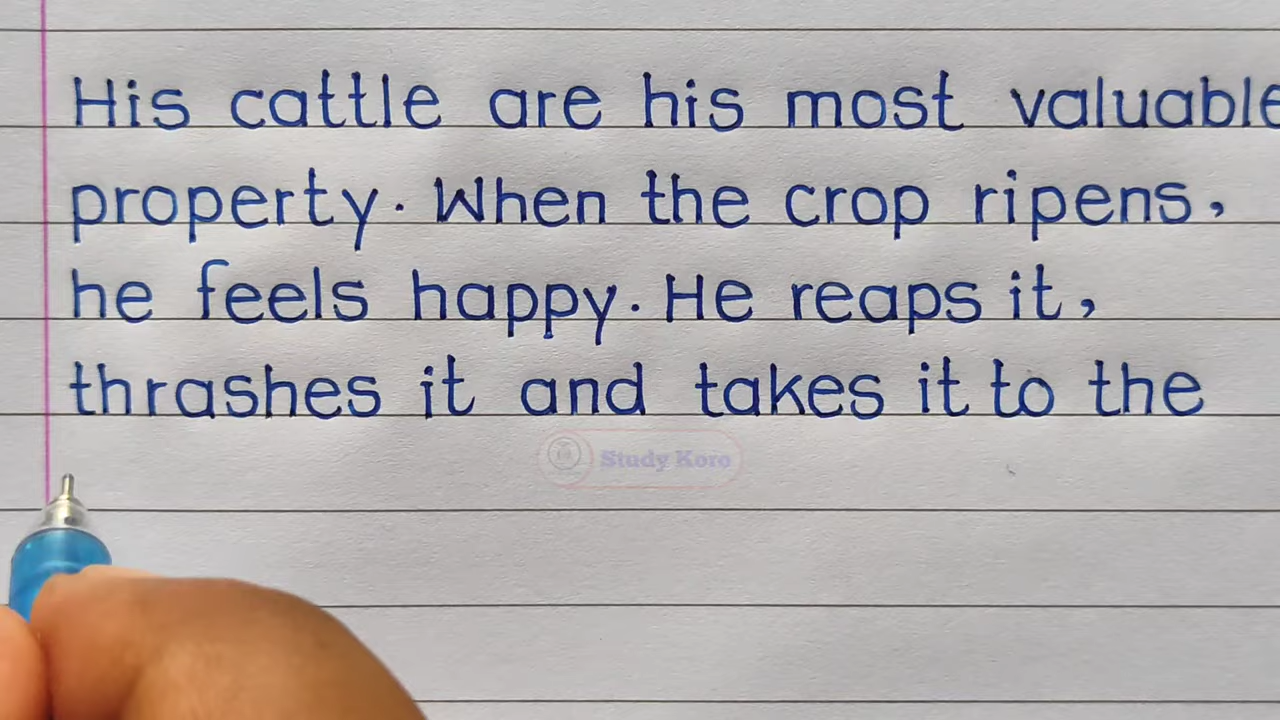 His cattle are his most valuable
property. When the crop ripens,
he feels happy. He reaps it,
thrashes it and takes it to the
Study Koro